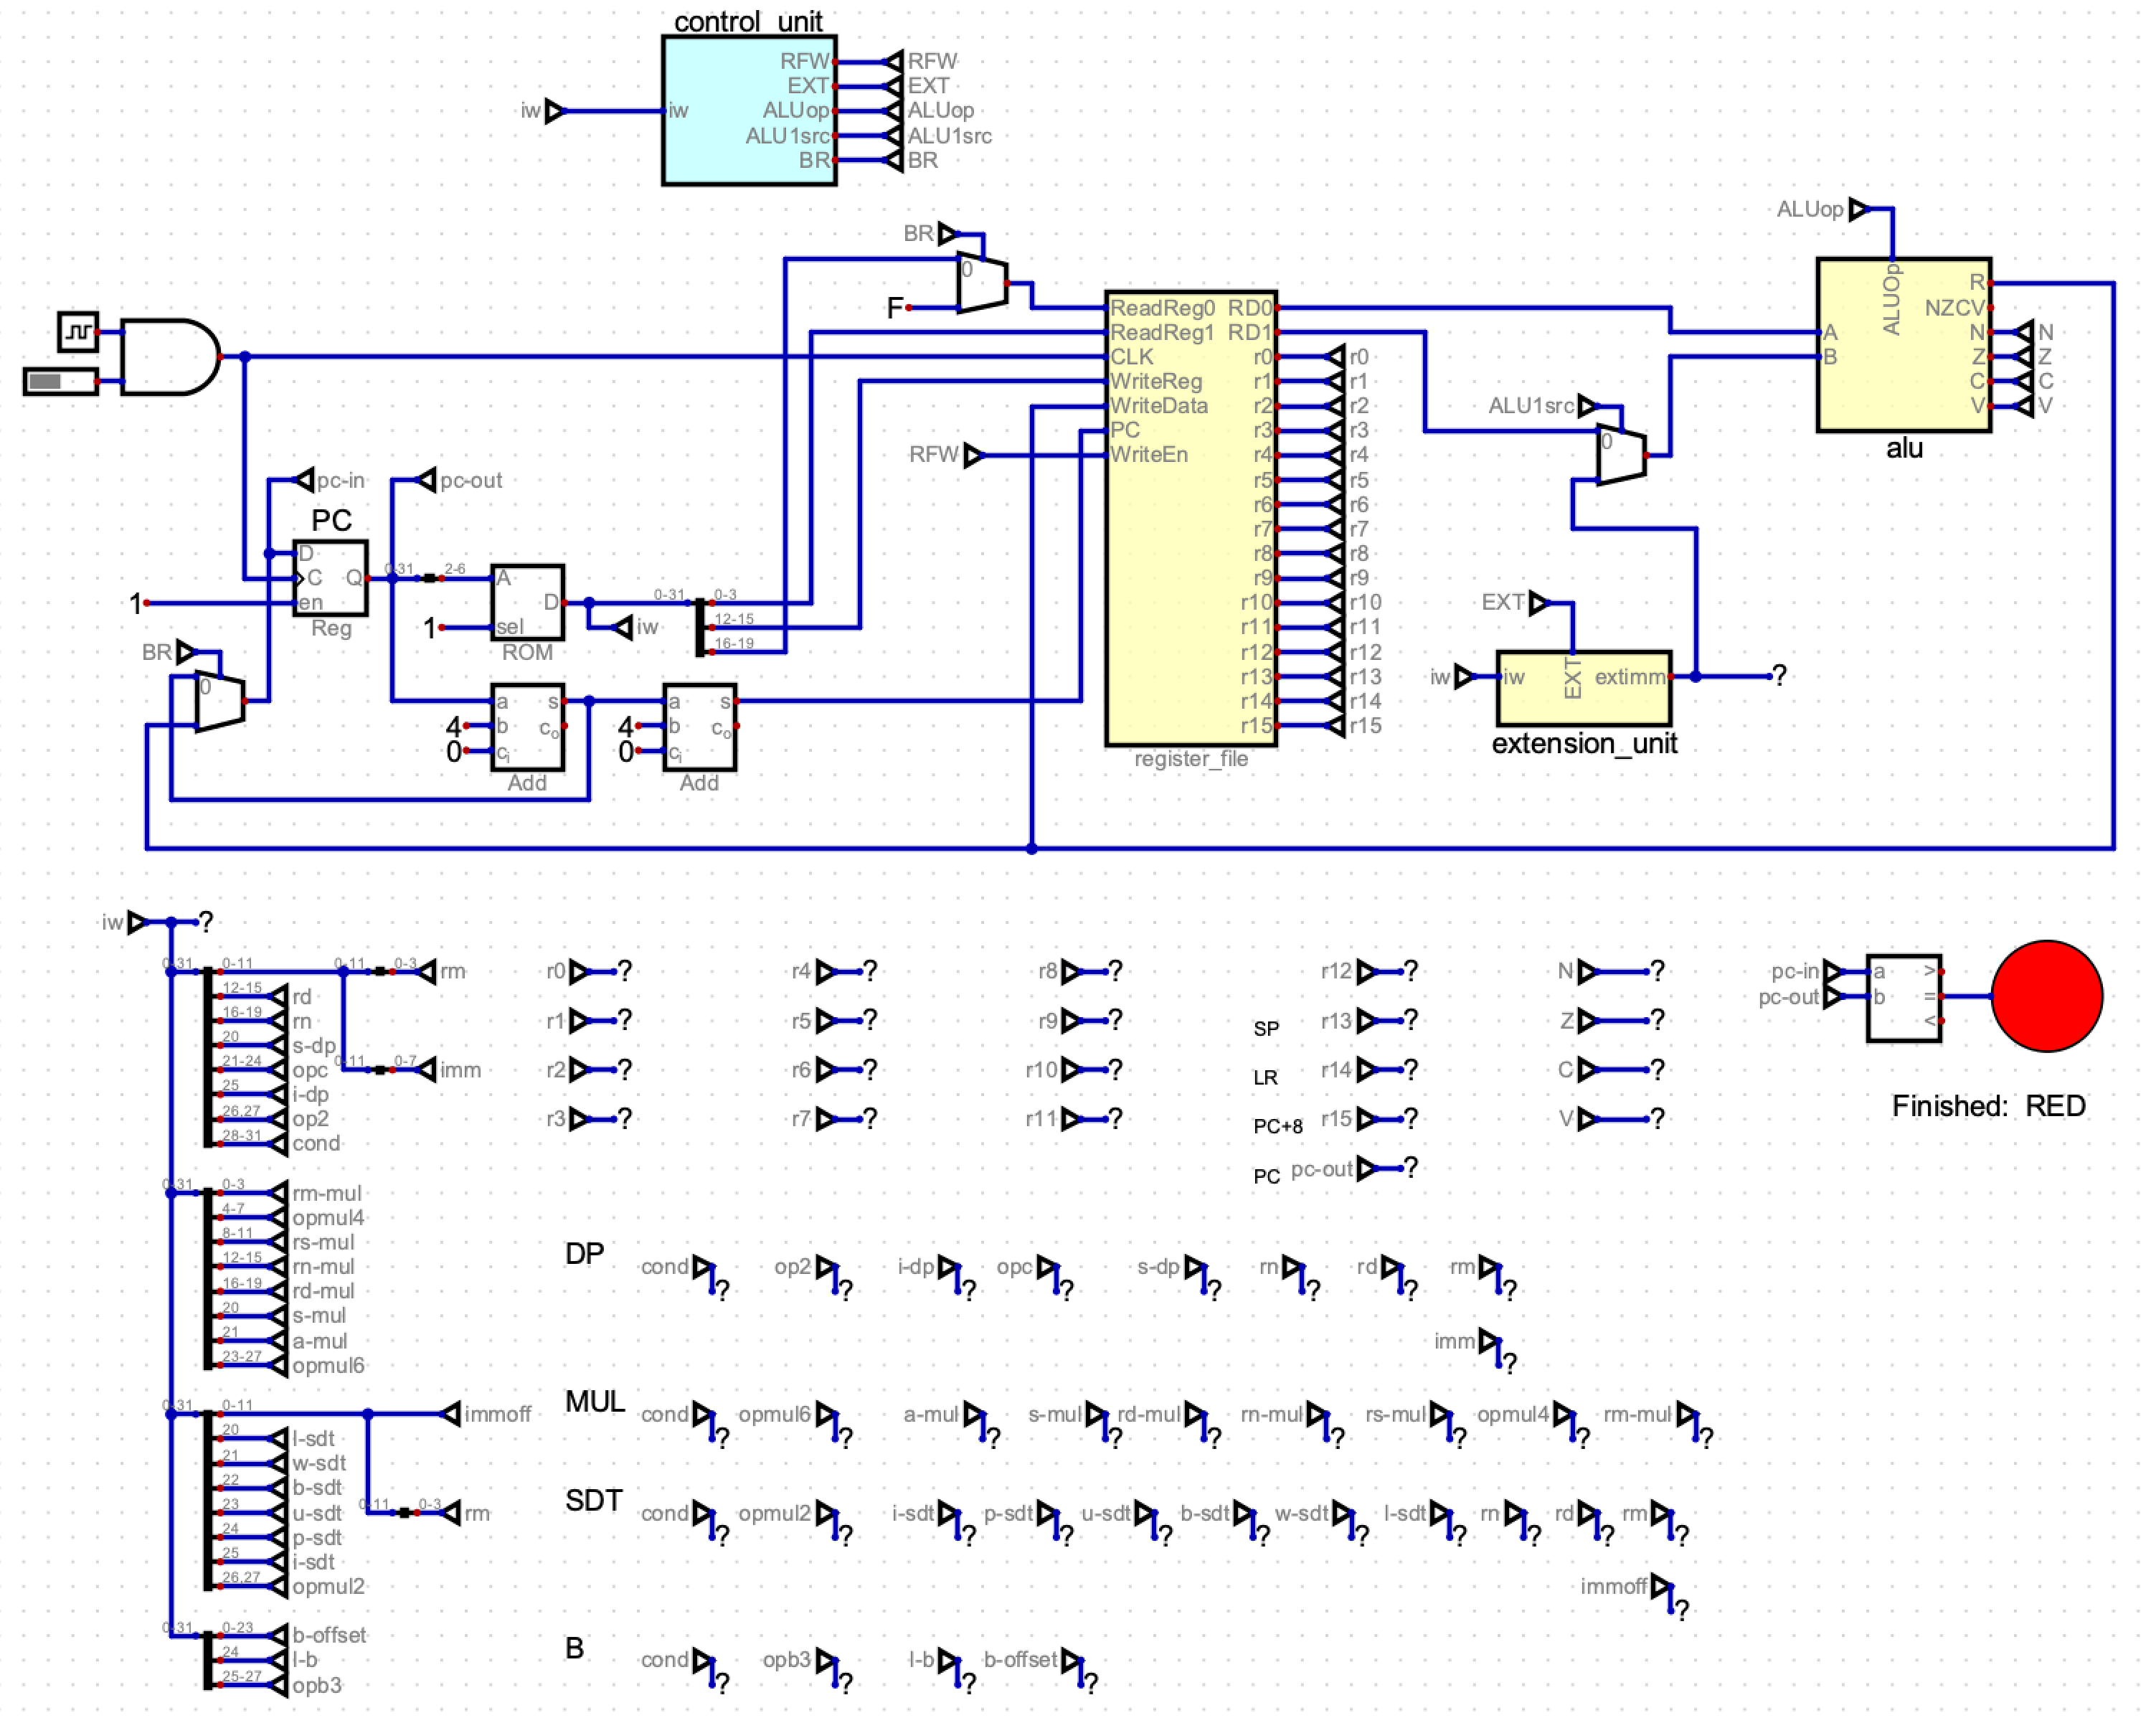 control_unit
RFW RFW
EXT EXT
iw iw ALUop ALUop
ALU1src ALU1src
BR BR
ALUop
BR
0
F
ReadReg0 RD0
ReadReg1 RD1
CLK r0 r0
WriteReg r1 r1
WriteData r2 r2
PC r3 r3
RFW WriteEn r4 r4
r5 r5
r6 r6
r7 r7
r8 r8
r9 r9
r10 r10
r11 r11
r12 r12
r13 r13
r14 r14
r15 r15
register_file
ALUOp R
NZCV
A N N
B Z Z
C C
V V
alu
ALU1src
0
pc-in pc-out
PC
D
C Q 0-31 2-6 A
1 en D 0-31 0-3
Reg 1 sel iw 12-15
ROM 16-19
BR
0
a s a s
4 b co 4 b co
0 ci 0 ci
Add Add
EXT
iw iw EXT extimm ?
extension_unit
iw ?
0-31 0-11 0-11 0-3 rm
12-15 rd
16-19 rn
20 s-dp
21-24 opc 0-11 0-7 imm
25 i-dp
26,27 op2
28-31 cond
r0 ? r4 ? r8 ? r12 ? N ?
r1 ? r5 ? r9 ? SP r13 ? Z ?
r2 ? r6 ? r10 ? LR r14 ? C ?
r3 ? r7 ? r11 ? PC+8 r15 ? V ?
PC pc-out ?
pc-in a >
pc-out b =
<
Finished: RED
0-31 0-3 rm-mul
4-7 opmul4
8-11 rs-mul
12-15 rn-mul
16-19 rd-mul
20 s-mul
21 a-mul
23-27 opmul6
DP cond ? op2 ? i-dp ? opc ? s-dp ? rn ? rd ? rm ?
imm ?
0-31 0-11 immoff
20 l-sdt
21 w-sdt
22 b-sdt
23 u-sdt 0-11 0-3 rm
24 p-sdt
25 i-sdt
26,27 opmul2
MUL cond ? opmul6 ? a-mul ? s-mul ? rd-mul ? rn-mul ? rs-mul ? opmul4 ? rm-mul ?
SDT cond ? opmul2 ? i-sdt ? p-sdt ? u-sdt ? b-sdt ? w-sdt ? l-sdt ? rn ? rd ? rm ?
immoff ?
0-31 0-23 b-offset
24 l-b
25-27 opb3
B cond ? opb3 ? l-b ? b-offset ?